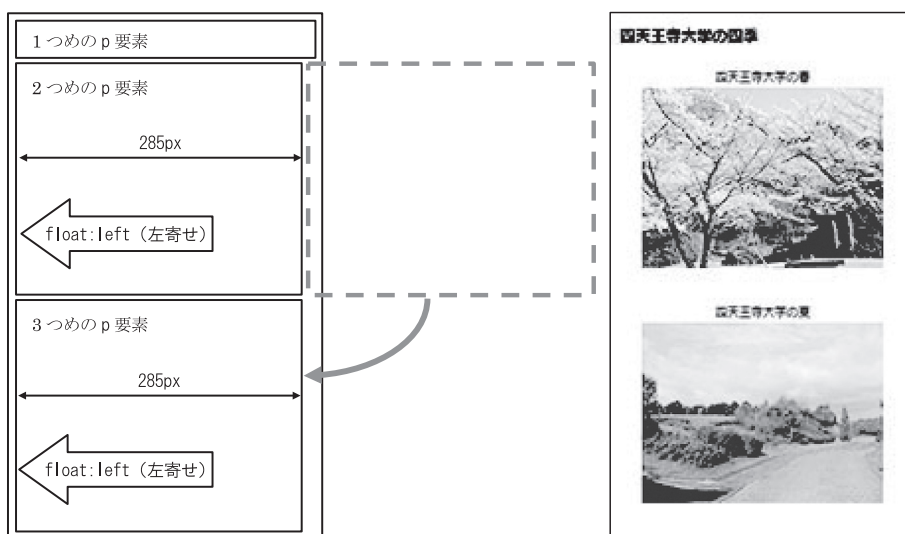 1つめのp要素
2つめのp要素
285px
float:left（左寄せ）
3つめのp要素
285px
float:left（左寄せ）
四天王寺大学の四季
四天王寺大学の春
四天王寺大学の夏